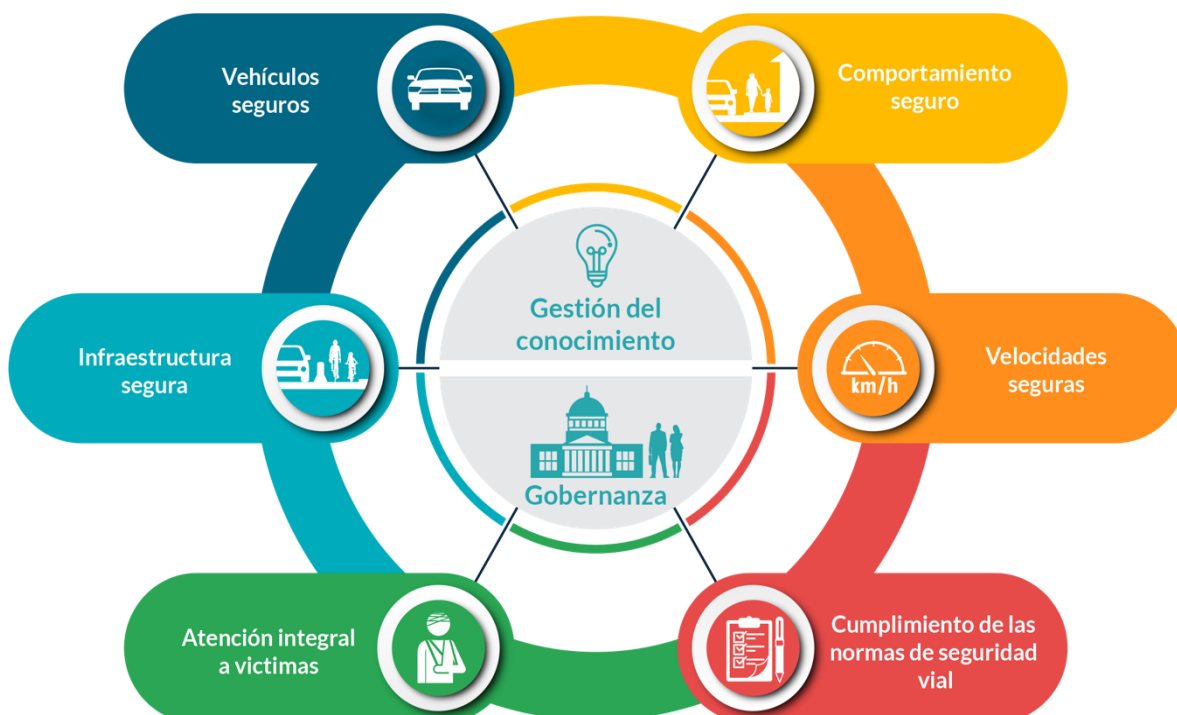 Vehículos
seguros
Comportamiento
seguro
Gestión del
conocimiento
Infraestructura
segura
Velocidades
seguras
km/h
Gobernanza
Atención integral
a victimas
Cumplimiento de las
normas de seguridad
vial